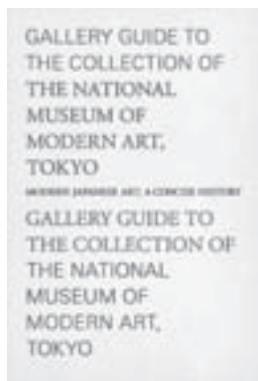 GALLERY GUIDE TO
THE COLLECTION OF
THE NATIONAL
MUSEUM OF
MODERN ART,
TOKYO
MODERN JAPANESE ART: A CONCISE HISTORY
GALLERY GUIDE TO
THE COLLECTION OF
THE NATIONAL
MUSEUM OF
MODERN ART,
TOKYO